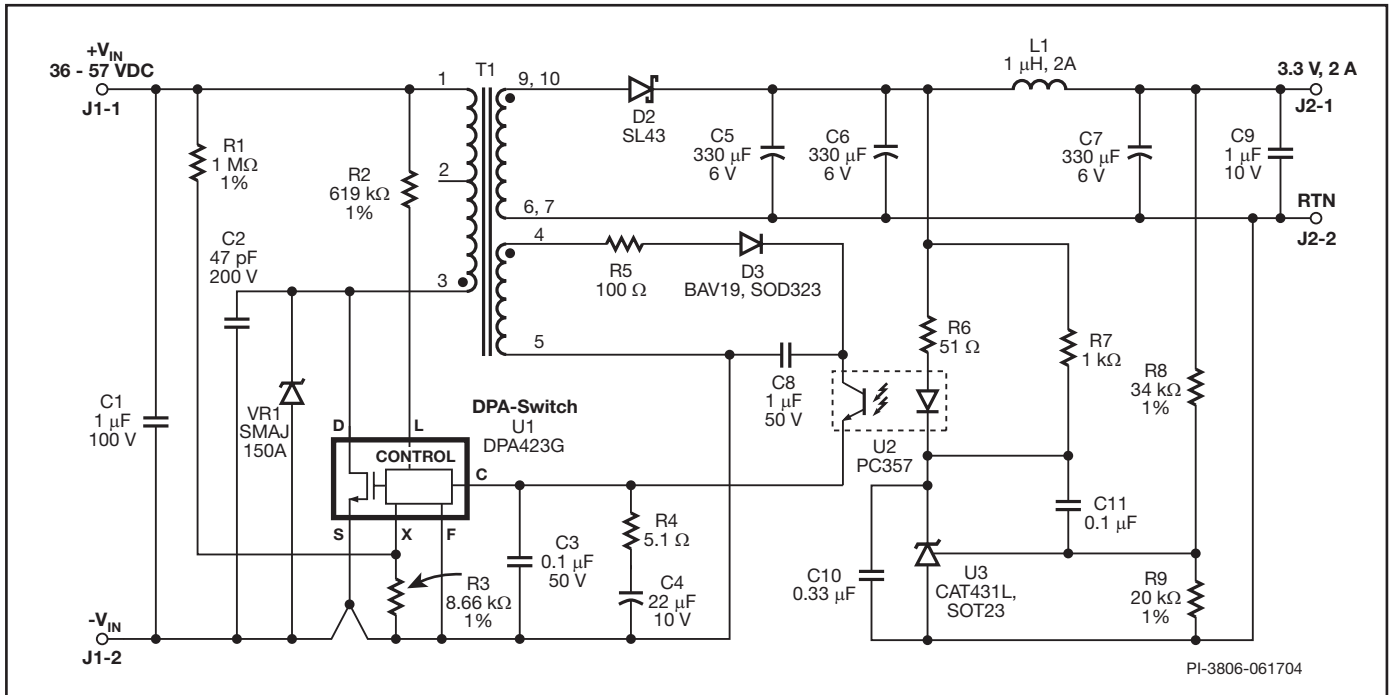 +VIN
36 - 57 VDC
J1-1
R1
1 MΩ
1%
R2
619 kΩ
1%
C2
47 pF
200 V
C1
1 µF
100 V
VR1
SMAJ
150A
1
2
3
T1
9, 10
6, 7
4
5
D2
SL43
C5
330 µF
6 V
C6
330 µF
6 V
L1
1 µH, 2A
C7
330 µF
6 V
C9
1 µF
10 V
3.3 V, 2 A
J2-1
RTN
J2-2
R5
100 Ω
D3
BAV19, SOD323
C8
1 µF
50 V
R6
51 Ω
R7
1 kΩ
R8
34 kΩ
1%
U2
PC357
DPA-Switch
U1
DPA423G
D
L
CONTROL
C
S
X
F
R3
8.66 kΩ
1%
C3
0.1 µF
50 V
R4
5.1 Ω
C4
22 µF
10 V
C10
0.33 µF
C11
0.1 µF
U3
CAT431L,
SOT23
R9
20 kΩ
1%
-VIN
J1-2
PI-3806-061704